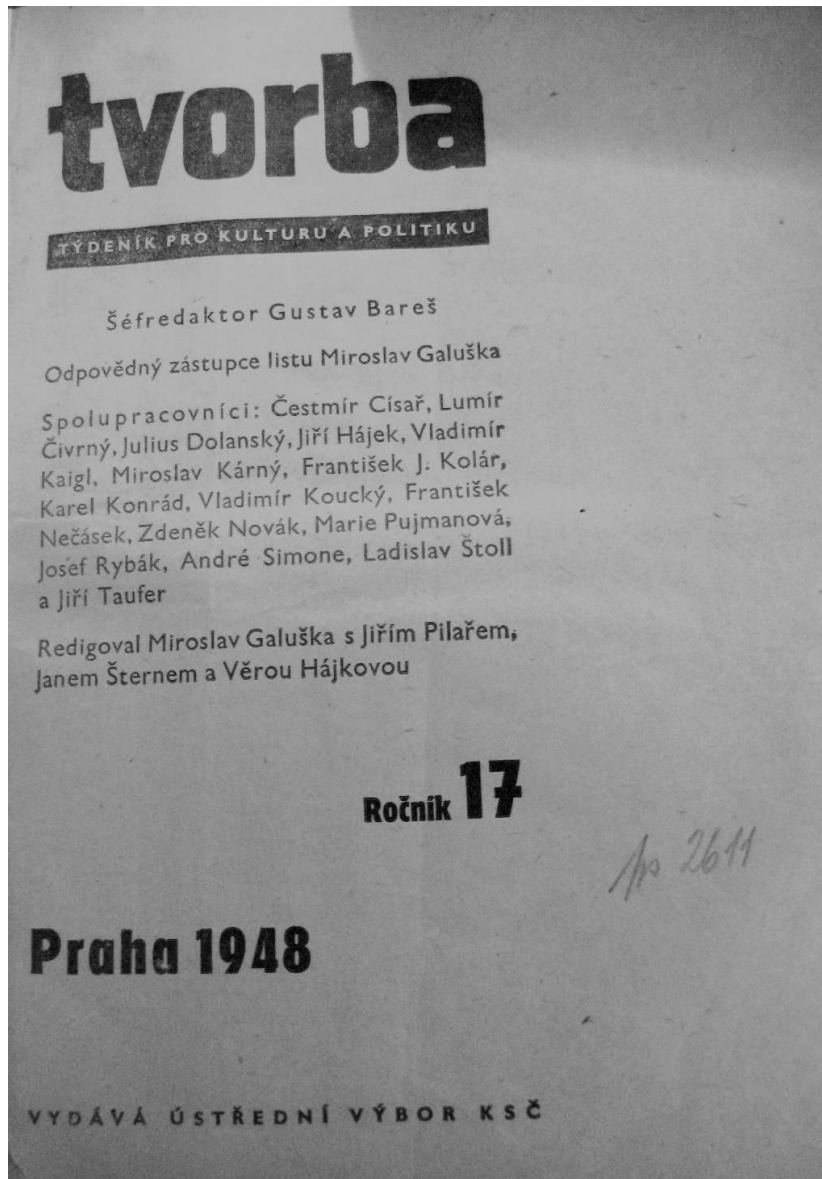 tvorba
TÝDENÍK PRO KULTURU A POLITIKU
Šéfredaktor Gustav Bareš
Odpovědný zástupce listu Miroslav Galuška
Spolupracovníci: Čestmír Císař, Lumír
Čivrný, Julius Dolanský, Jiří Hájek, Vladimír
Kaigl, Miroslav Kárný, František J. Kolár,
Karel Konrád, Vladimír Koucký, František
Nečásek, Zdeněk Novák, Marie Pujmanová,
Josef Rybák, André Simone, Ladislav Štoll
a Jiří Taufer
Redigoval Miroslav Galuška s Jiřím Pilařem,
Janem Šternem a Věrou Hájkovou
Ročník 17
2611
Praha 1948
VYDÁVÁ ÚSTŘEDNÍ VÝBOR KSČ